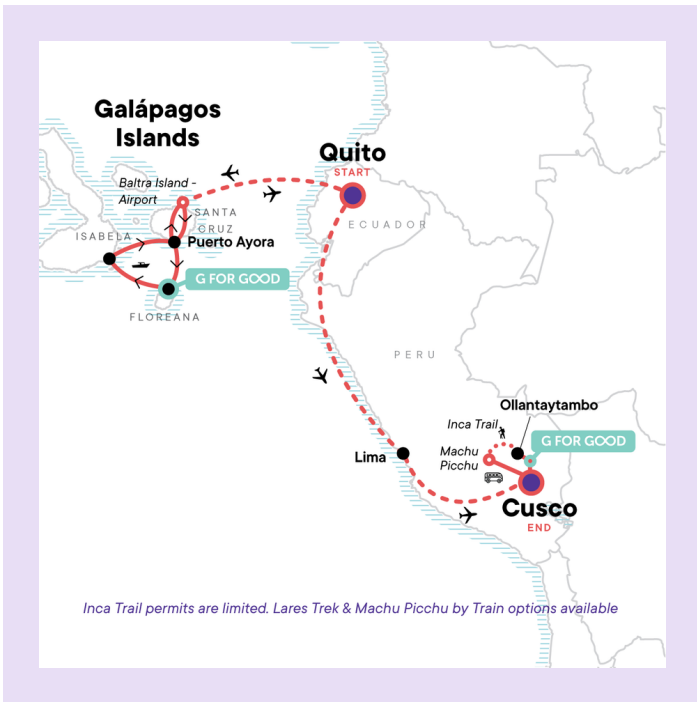 Galápagos
Islands
Quito
START
Baltra Island -
Airport
SANTA
CRUZ
ECUADOR
ISABELA
Puerto Ayora
G FOR GOOD
FLOREANA
PERU
Ollantaytambo
Inca Trail
G FOR GOOD
Machu
Picchu
Lima
Cusco
END
Inca Trail permits are limited. Lares Trek & Machu Picchu by Train options available